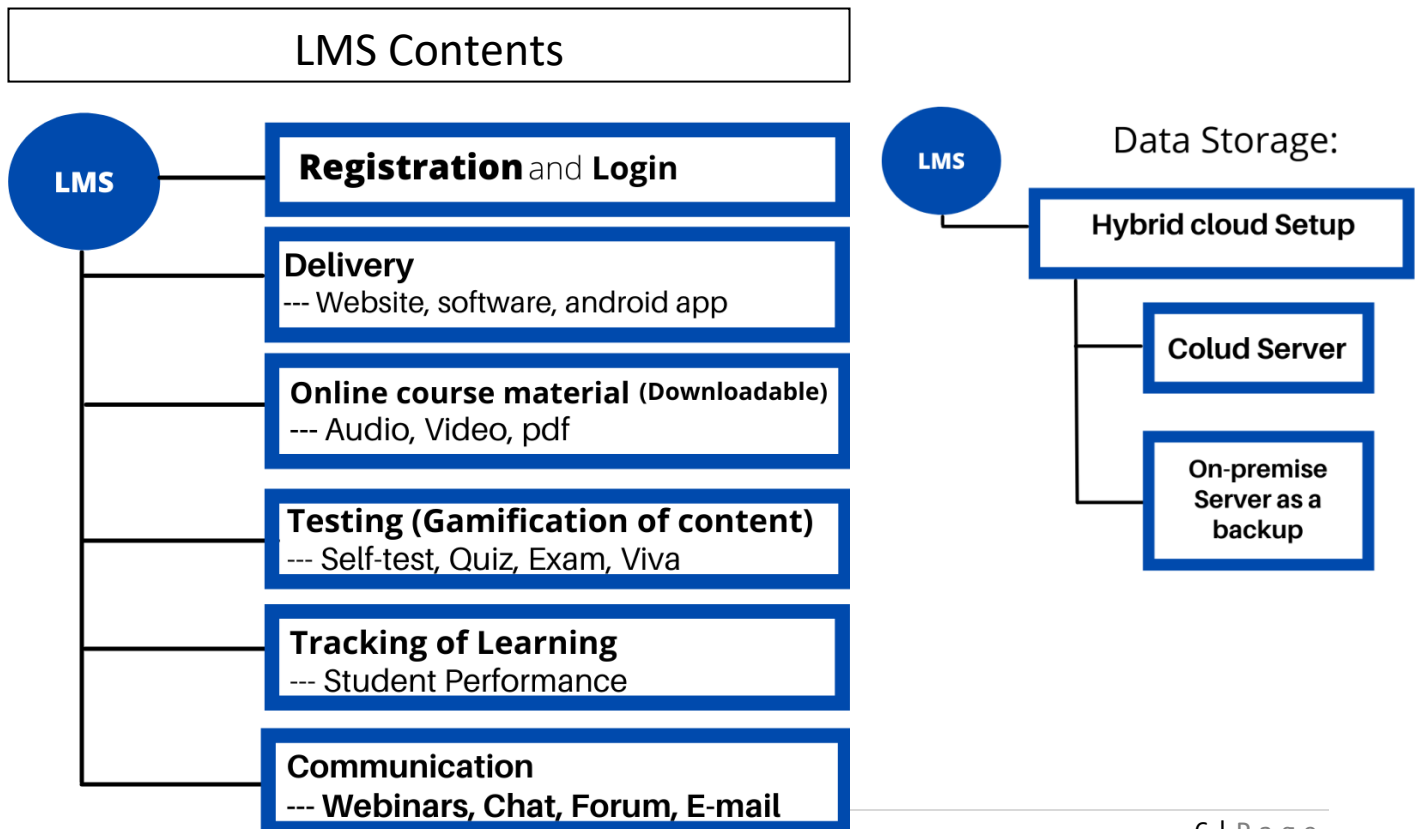 LMS Contents
LMS
Registration and Login
Delivery
--- Website, software, android app
Online course material (Downloadable)
--- Audio, Video, pdf
Testing (Gamification of content)
--- Self-test, Quiz, Exam, Viva
Tracking of Learning
--- Student Performance
Communication
--- Webinars, Chat, Forum, E-mail
LMS
Data Storage:
Hybrid cloud Setup
Colud Server
On-premise
Server as a
backup
6 | P a g e